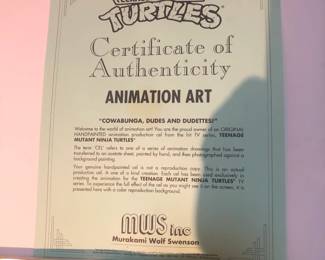 TURTLES
Certificate of
Authenticity
ANIMATION ART
"COWABUNGA, DUDES AND DUDETTES!"
Welcome to the world of animation art! You are the proud owner of an ORIGINAL
HANDPAINTED animation production cel from the hit TV series, TEENAGE
MUTANT NINJA TURTLES
The term 'CEL' refers to one of a series of animation drawings that has been
transferred to an acetate sheet, painted by hand, and then photographed against a
background painting.
Your genuine handpainted cel is not a reproduction copy. This is an actual
production cel. A one of a kind creation. Each cel has been used exclusively in
creating the animation for the TEENAGE MUTANT NINJA TURTLES TV
series. To experience the full effect of the cel as you might see it on the screen, it is
presented here with a color reproduction background.
MWS inc
Murakami Wolf Swenson